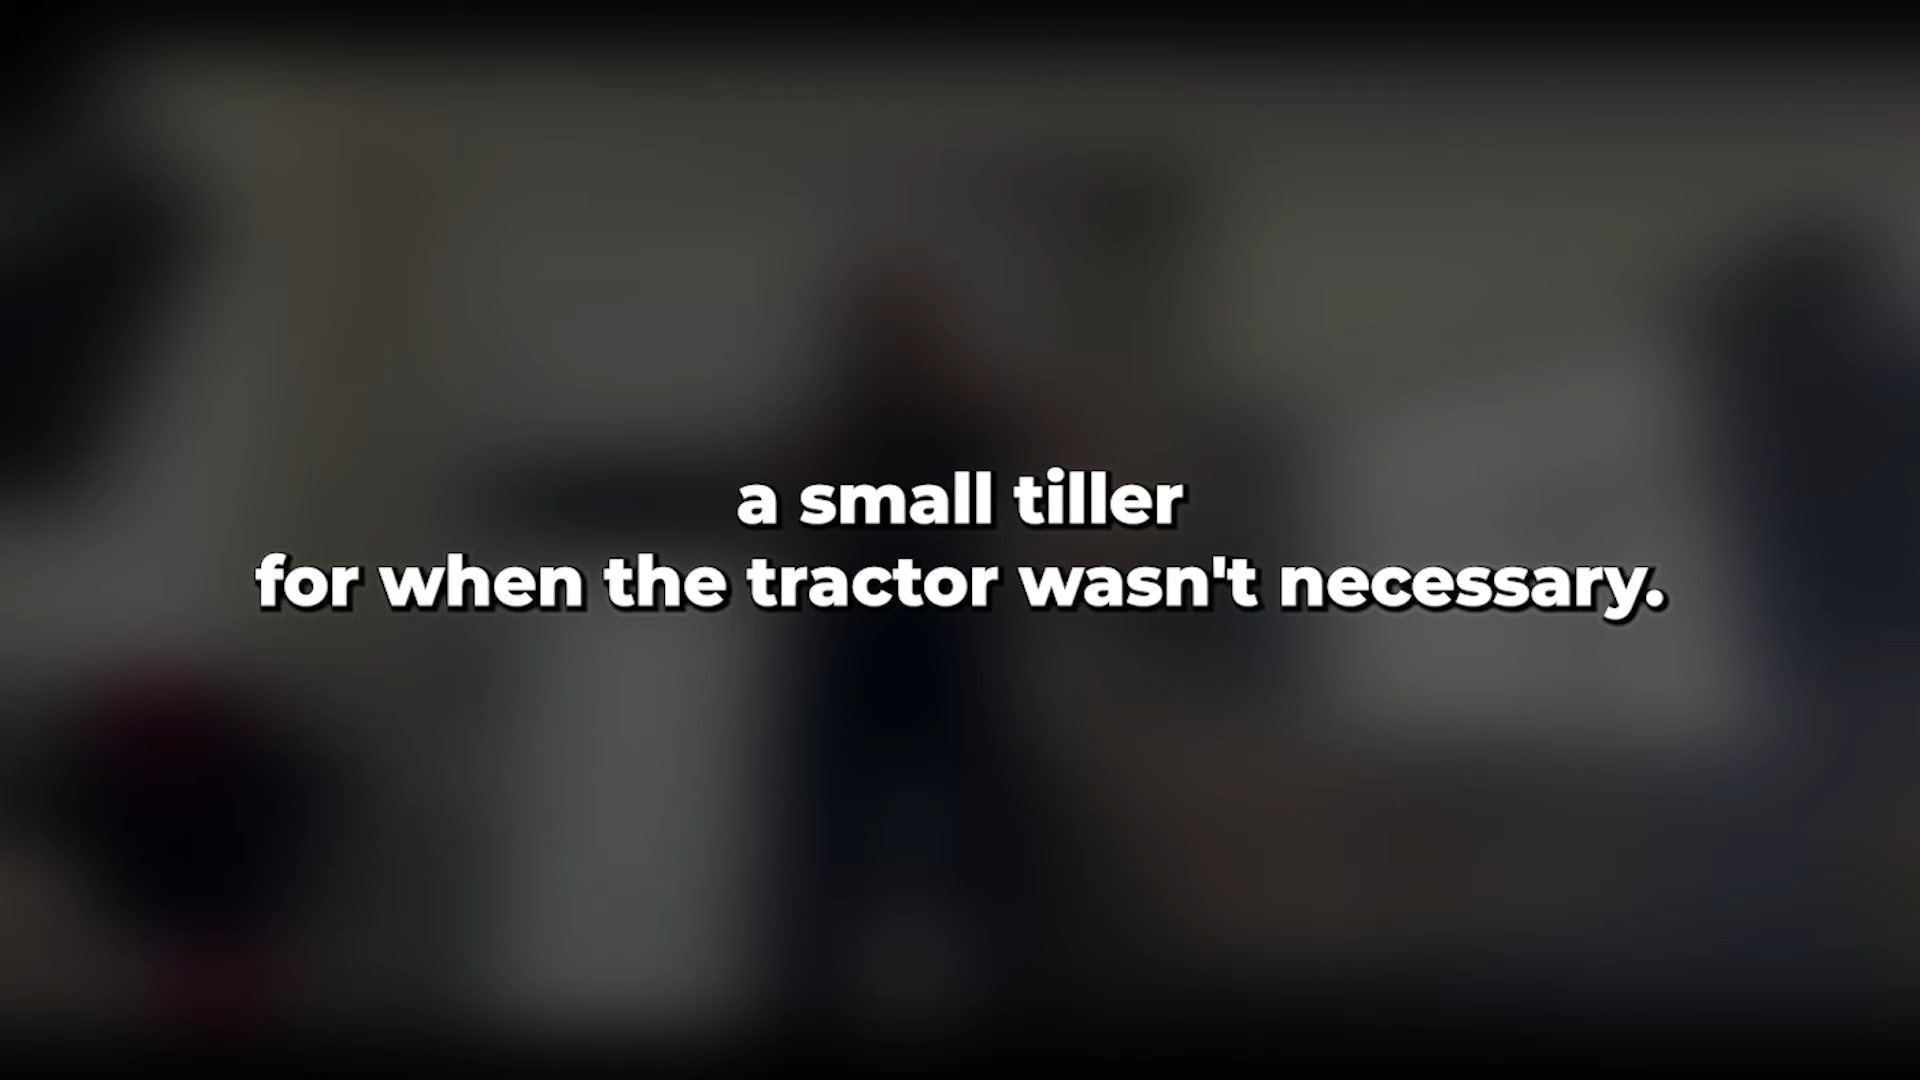 a small tiller
for when the tractor wasn't necessary.